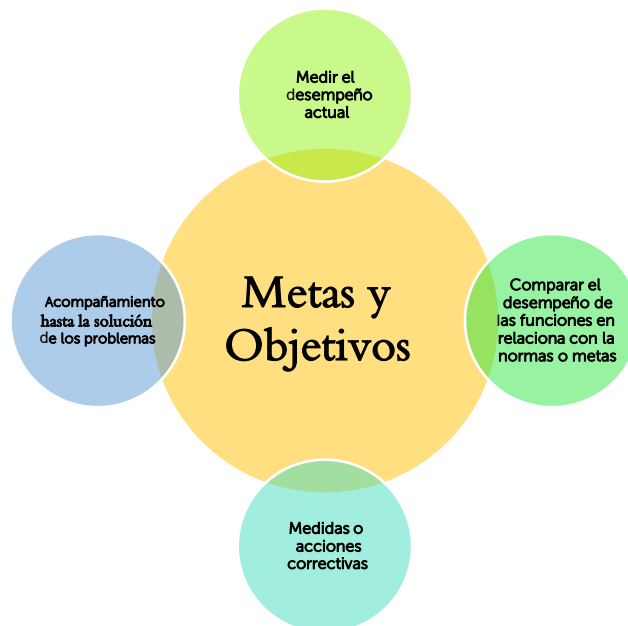 Medir el
desempeño
actual
Metas y
Objetivos
Acompañamiento
hasta la solución
de los problemas
Comparar el
desempeño de
las funciones en
relaciona con la
normas o metas
Medidas o
acciones
correctivas